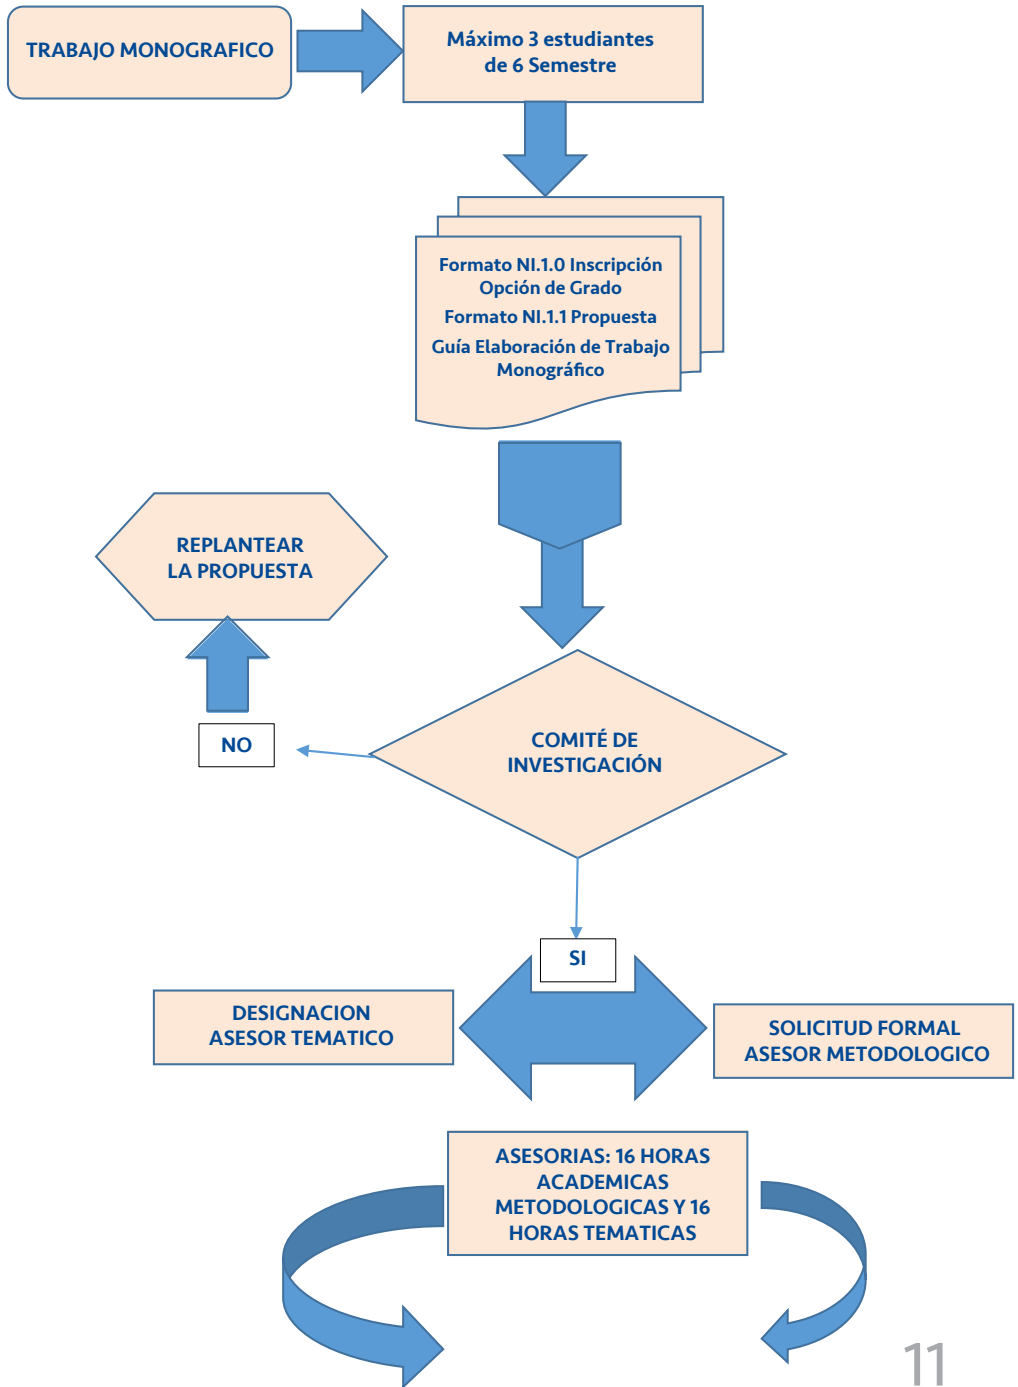 TRABAJO MONOGRAFICO
Máximo 3 estudiantes
de 6 Semestre
Formato NI.1.0 Inscripción
Opción de Grado
Formato NI.1.1 Propuesta
Guía Elaboración de Trabajo
Monográfico
REPLANTEAR
LA PROPUESTA
NO
COMITÉ DE
INVESTIGACIÓN
SI
DESIGNACION
ASESOR TEMATICO
SOLICITUD FORMAL
ASESOR METODOLOGICO
ASESORIAS: 16 HORAS
ACADEMICAS
METODOLOGICAS Y 16
HORAS TEMATICAS
11